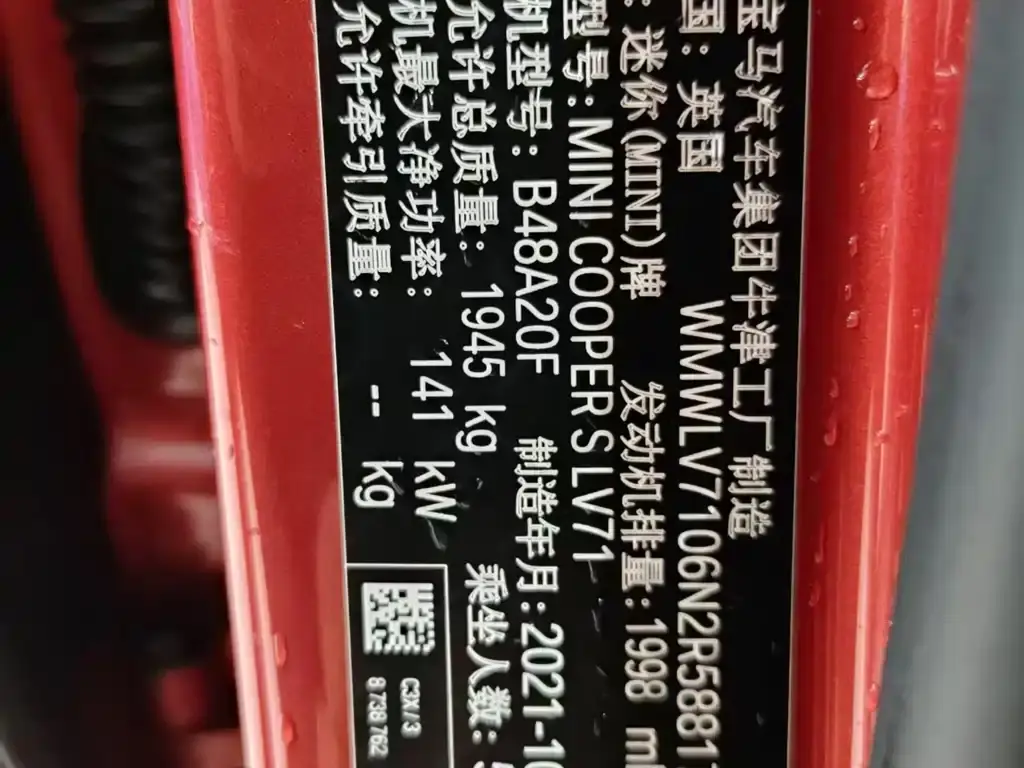 宝马汽车集团牛津工厂制造
国: 英国 WMWLV7106N2R5881
: 迷你(MINI)牌 发动机排量:1998 ml
型号:MINI COOPER S LV71
机型号: B48A20F 制造年月:2021-10
允许总质量: 1945 kg 乘坐人数: 5
机最大净功率: 141 kW
允许牵引质量: -- kg
C3X/3
8 738 762